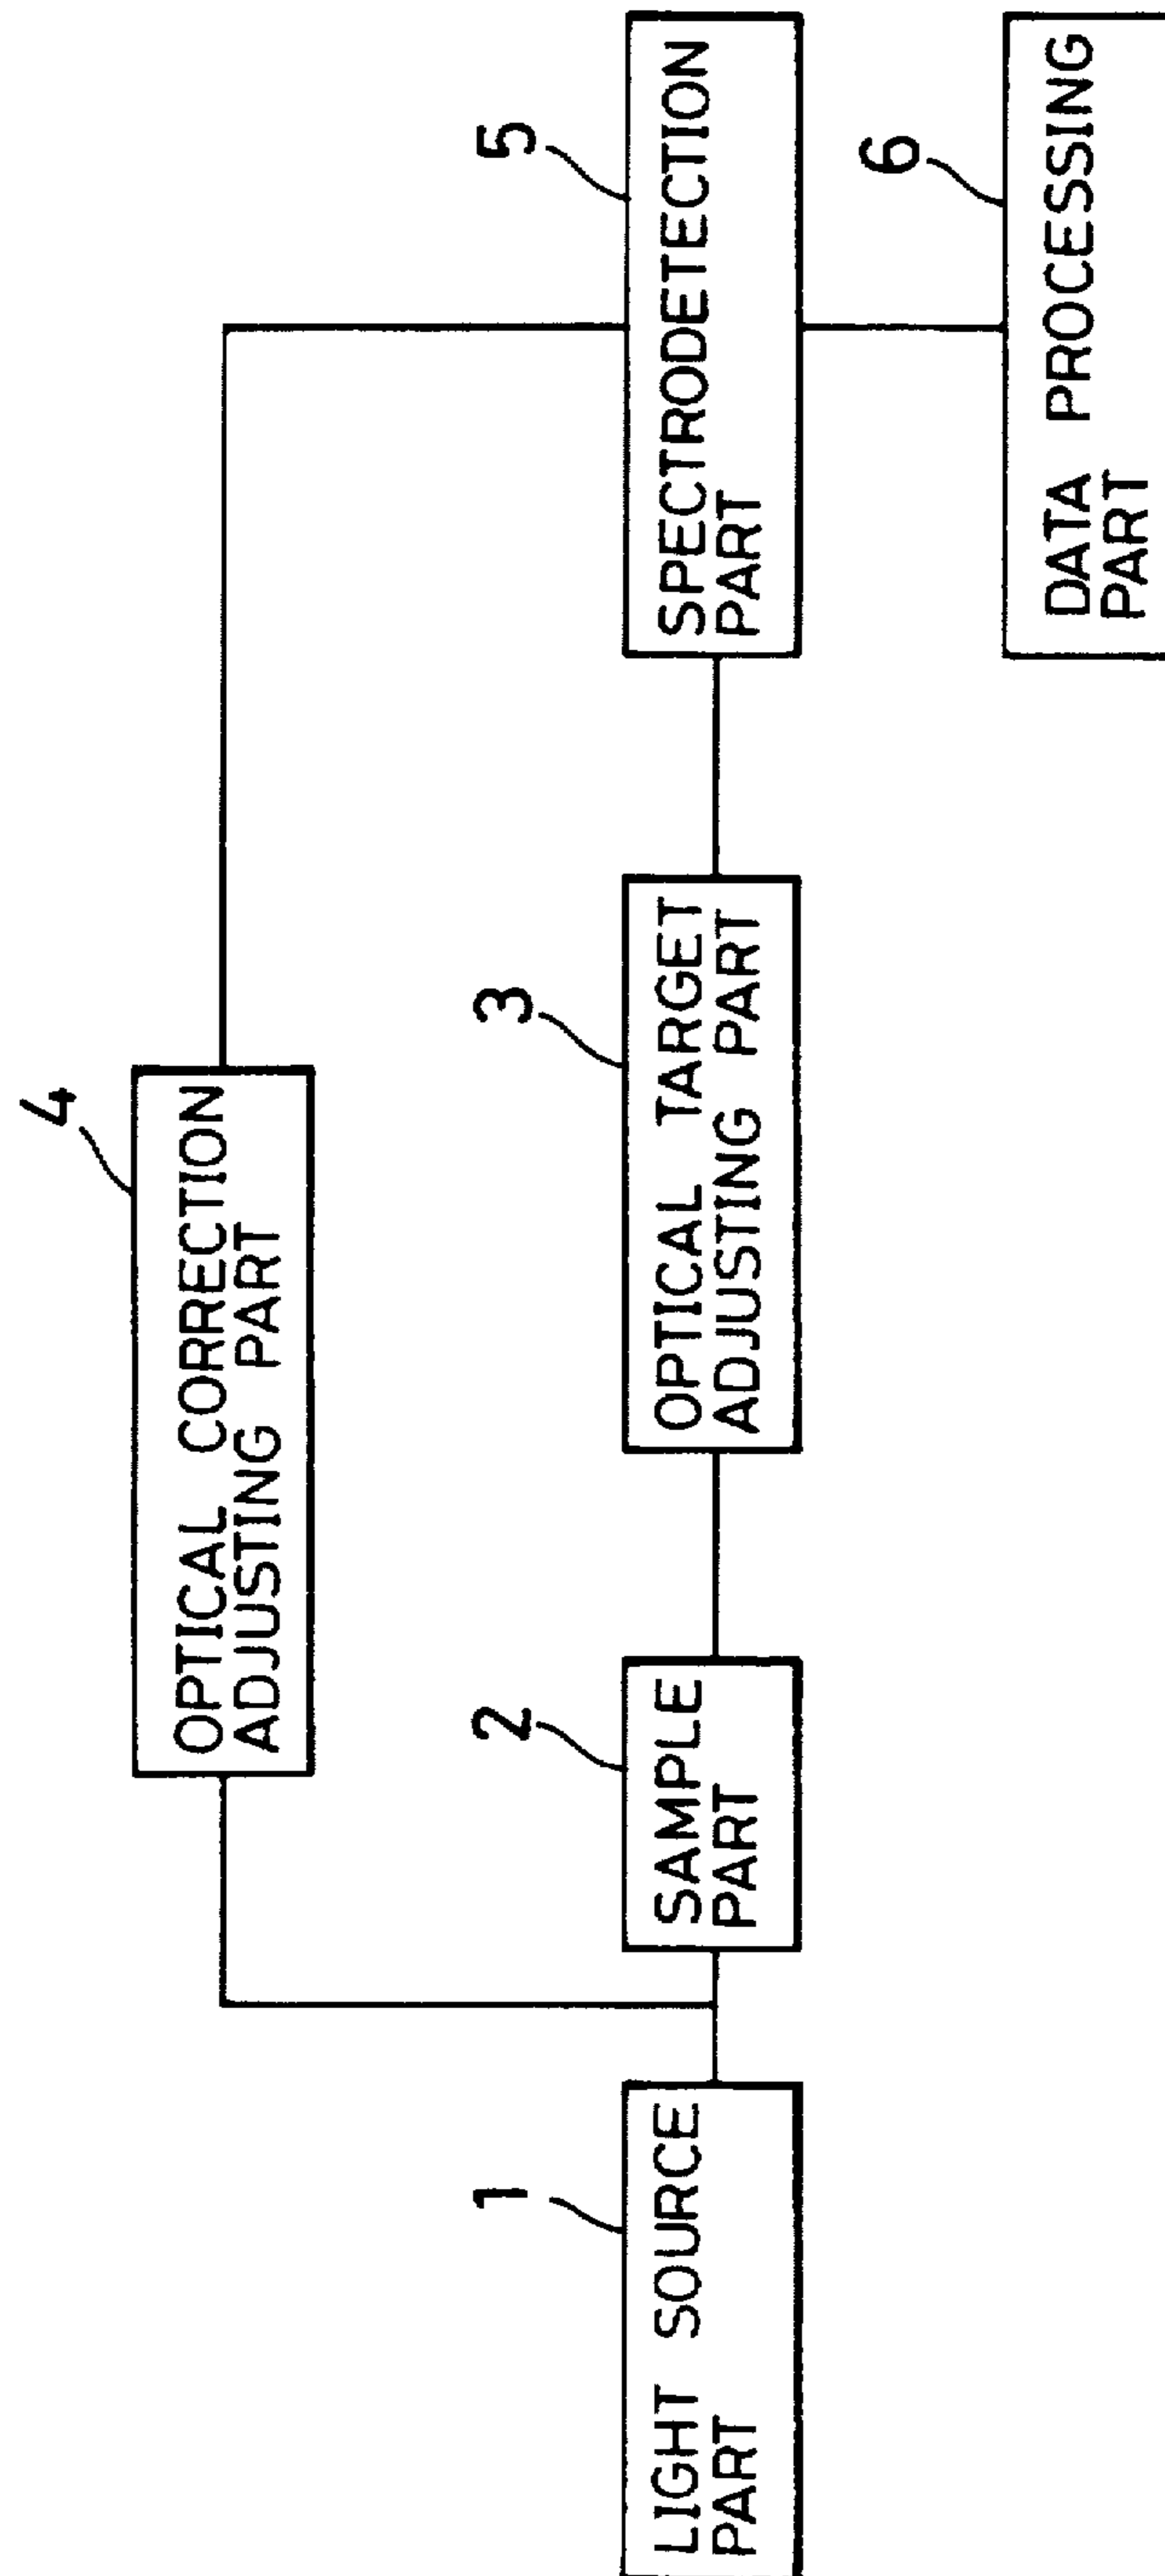 4
OPTICAL CORRECTION
ADJUSTING PART
1
LIGHT SOURCE
PART
2
SAMPLE
PART
3
OPTICAL TARGET
ADJUSTING PART
5
SPECTRODETECTION
PART
6
DATA PROCESSING
PART